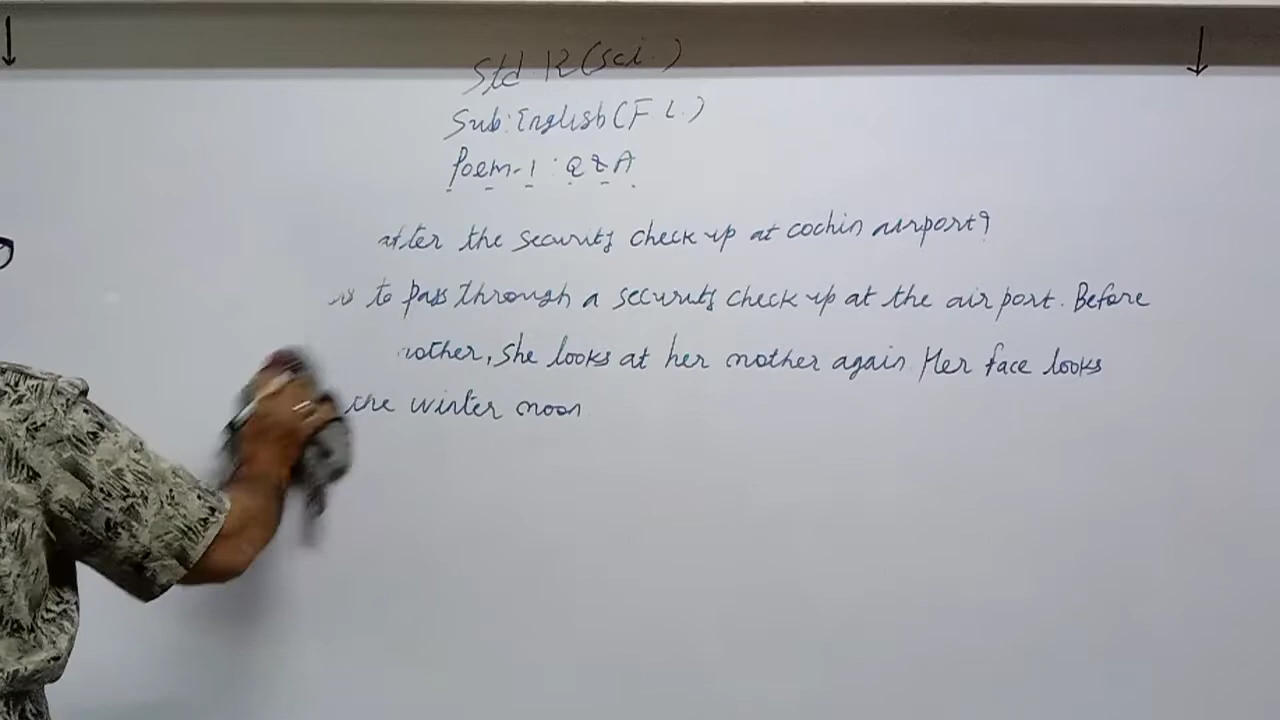 Std 12 (Sci.)
Sub: English (F L.)
Poem-1: Q & A
after the security check up at cochin airport?
to pass through a security check up at the air port. Before
mother, she looks at her mother again Her face looks
the winter moon